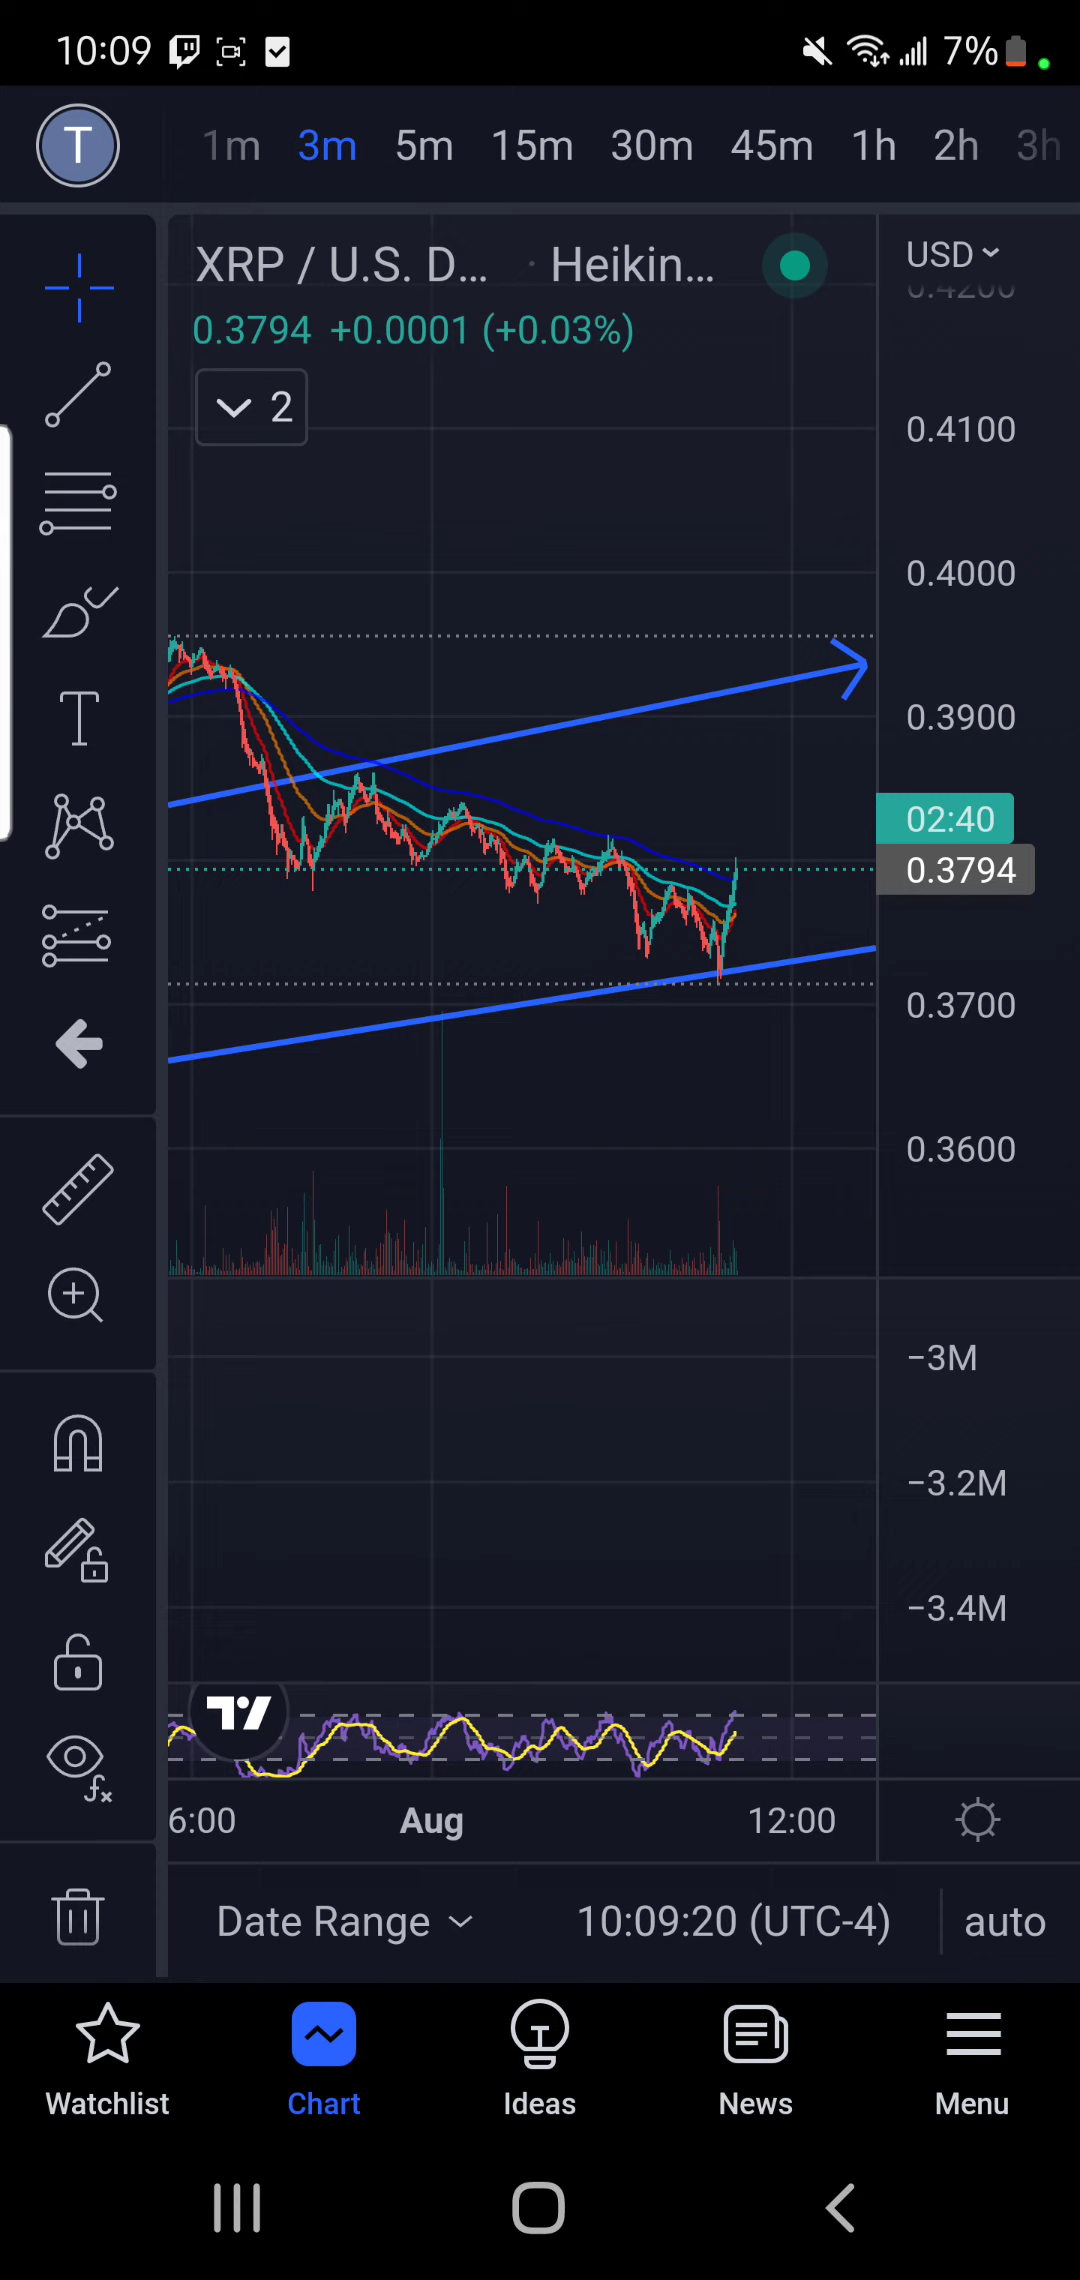 10:09 7%
T 1m 3m 5m 15m 30m 45m 1h 2h 3h
XRP / U.S. D... · Heikin... USD
0.4200
0.3794 +0.0001 (+0.03%)
2
0.4100
0.4000
0.3900
02:40
0.3794
0.3700
0.3600
−3M
−3.2M
−3.4M
6:00 Aug 12:00
Date Range 10:09:20 (UTC-4) auto
Watchlist Chart Ideas News Menu